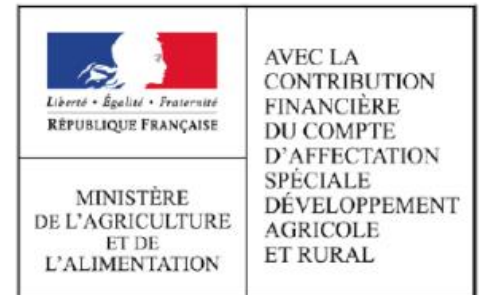 Liberté • Égalité • Fraternité
RÉPUBLIQUE FRANÇAISE
MINISTÈRE
DE L'AGRICULTURE
ET DE
L'ALIMENTATION
AVEC LA
CONTRIBUTION
FINANCIÈRE
DU COMPTE
D'AFFECTATION
SPÉCIALE
DÉVELOPPEMENT
AGRICOLE
ET RURAL